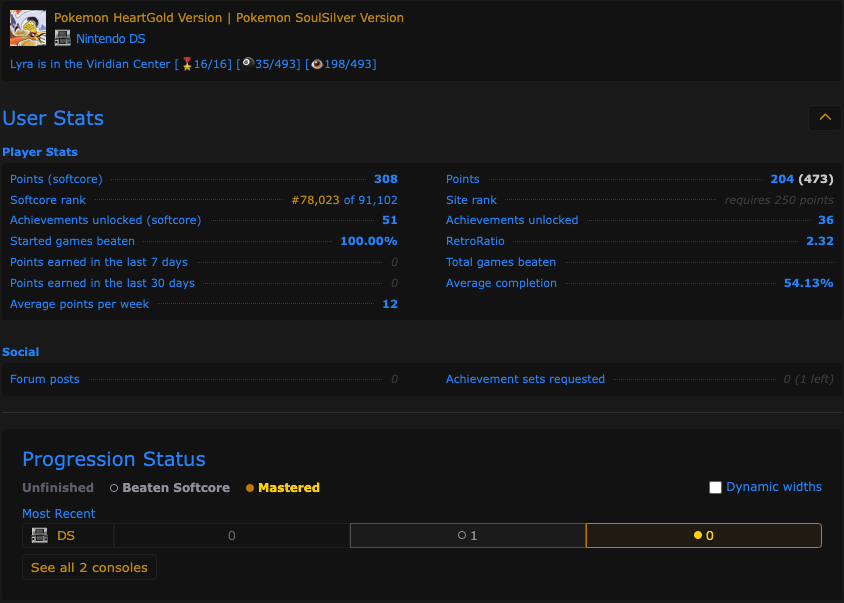 Pokemon HeartGold Version | Pokemon SoulSilver Version
Nintendo DS
Lyra is in the Viridian Center [🎖16/16] [🎱35/493] [👁198/493]
User Stats
Player Stats
Points (softcore) 308
Softcore rank #78,023 of 91,102
Achievements unlocked (softcore) 51
Started games beaten 100.00%
Points earned in the last 7 days 0
Points earned in the last 30 days 0
Average points per week 12
Points 204 (473)
Site rank requires 250 points
Achievements unlocked 36
RetroRatio 2.32
Total games beaten
Average completion 54.13%
Social
Forum posts 0
Achievement sets requested 0 (1 left)
Progression Status
Unfinished Beaten Softcore Mastered
Dynamic widths
Most Recent
DS 0 1 0
See all 2 consoles